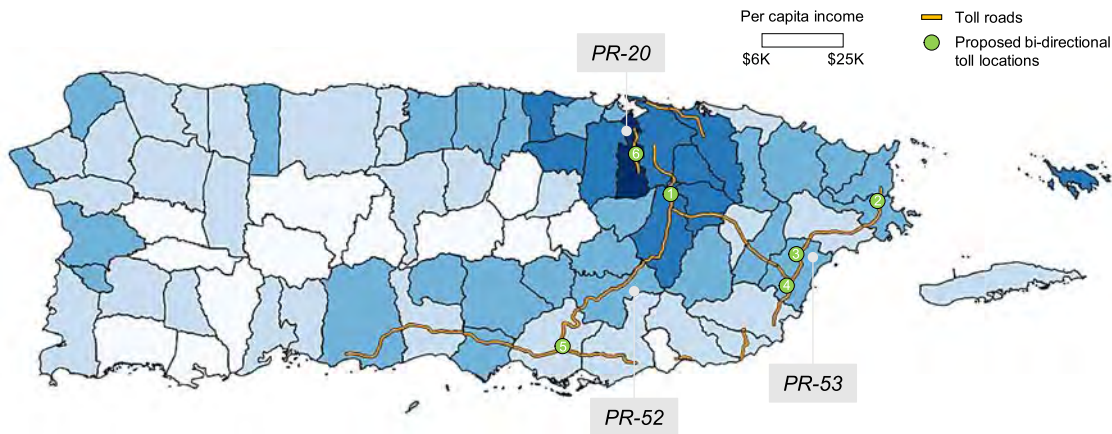 Per capita income
$6K
$25K
Toll roads
Proposed bi-directional
toll locations
PR-20
6
1
2
3
4
5
PR-53
PR-52